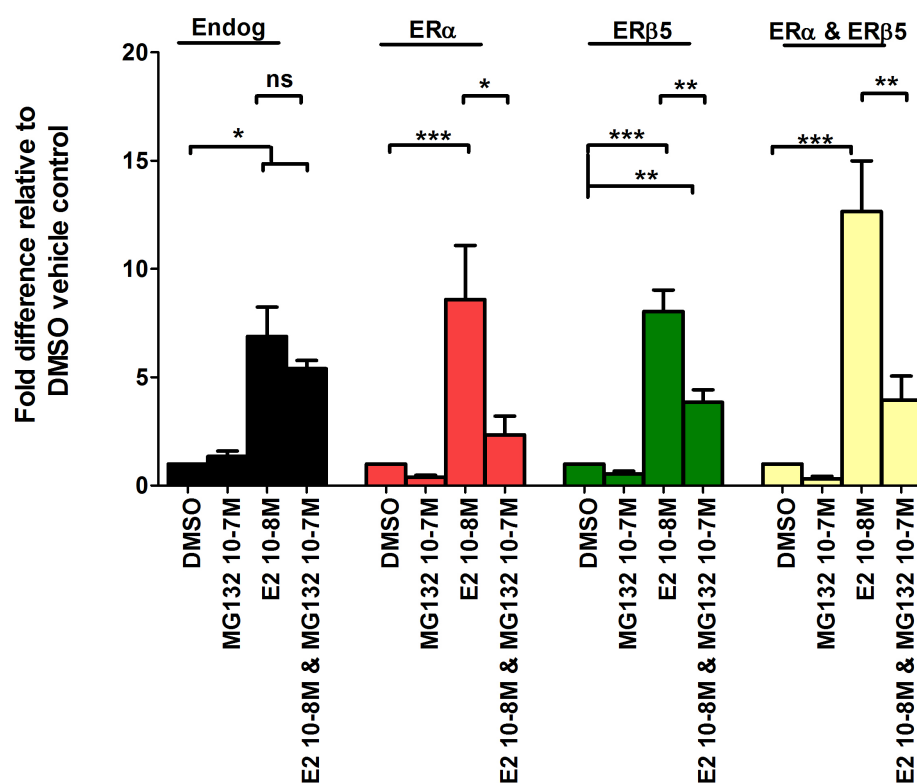 Endog
ERα
ERβ5
ERα & ERβ5
Fold difference relative to
DMSO vehicle control
20
15
10
5
0
ns
*
*
***
**
***
**
**
***
DMSO
MG132 10-7M
E2 10-8M
E2 10-8M & MG132 10-7M
DMSO
MG132 10-7M
E2 10-8M
E2 10-8M & MG132 10-7M
DMSO
MG132 10-7M
E2 10-8M
E2 10-8M & MG132 10-7M
DMSO
MG132 10-7M
E2 10-8M
E2 10-8M & MG132 10-7M